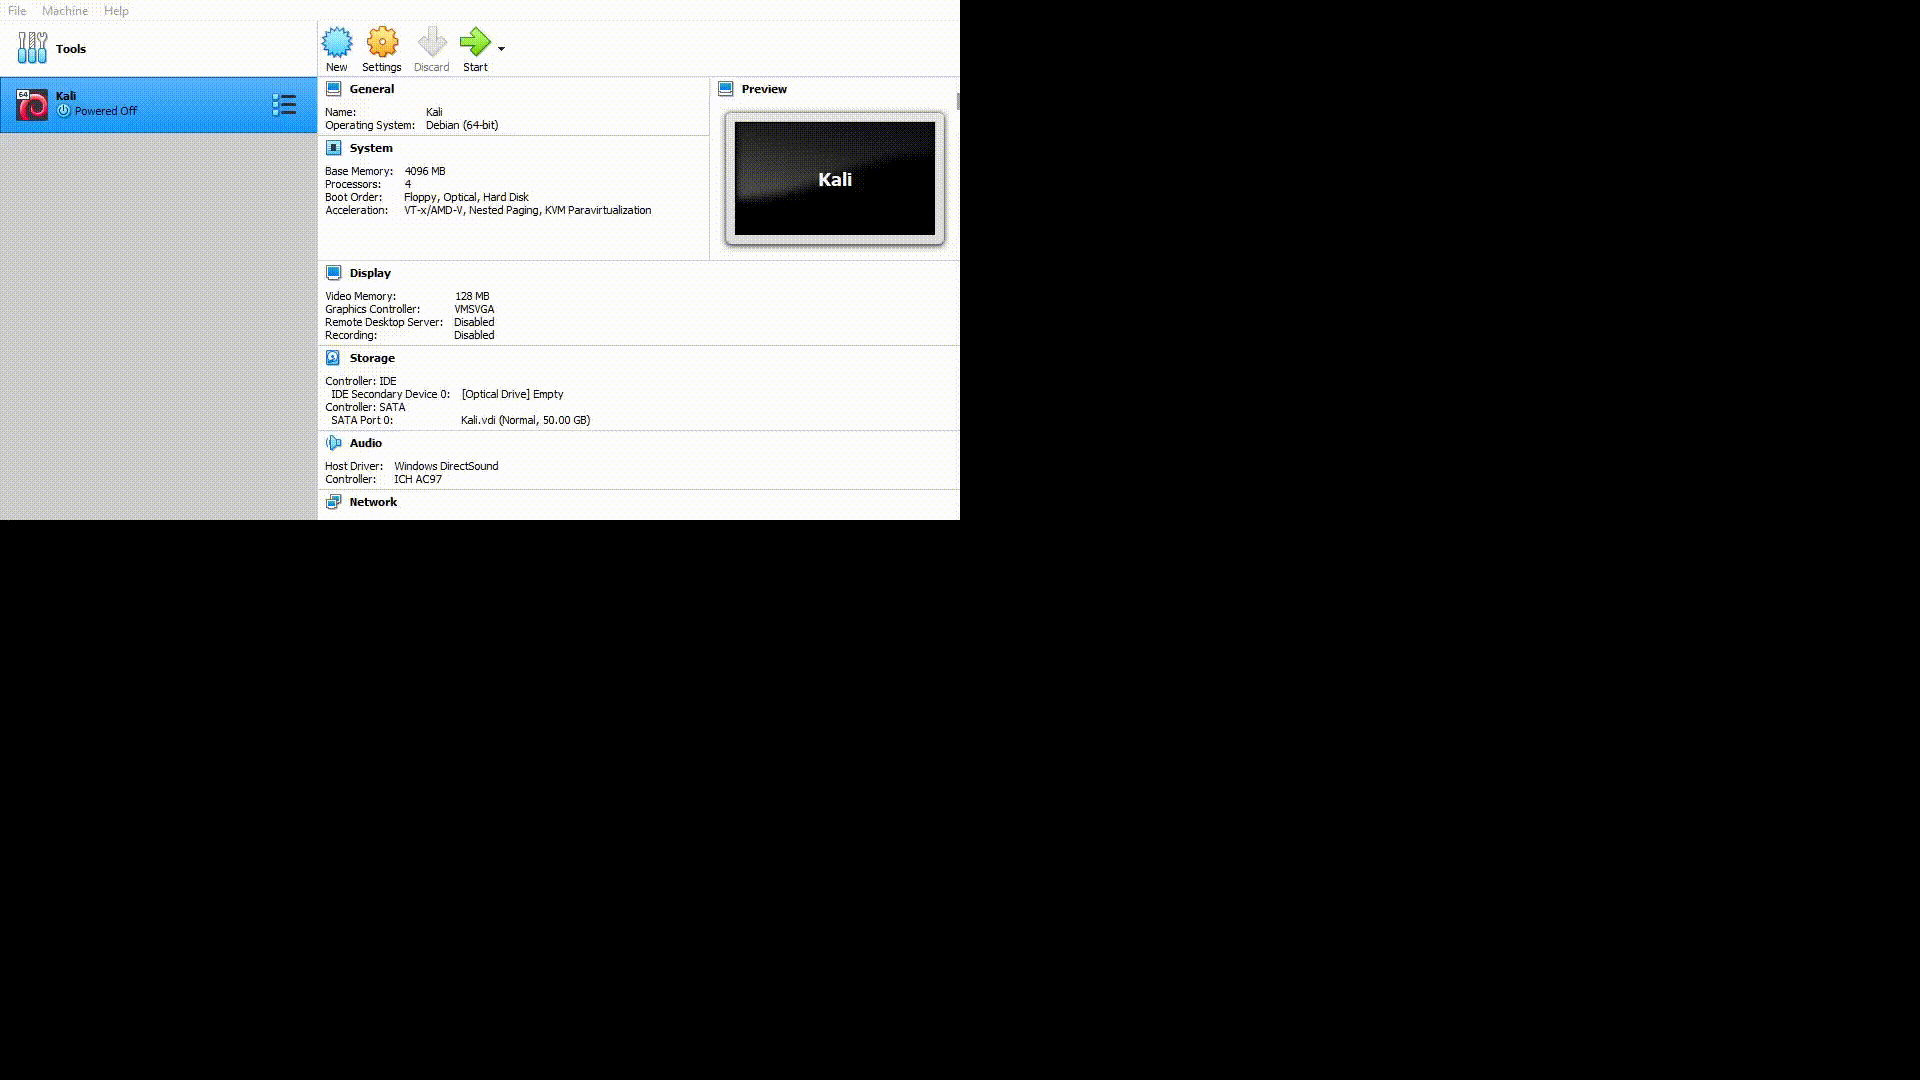 File Machine Help
Tools
New Settings Discard Start
64
Kali
Powered Off
General
Name: Kali
Operating System: Debian (64-bit)
System
Base Memory: 4096 MB
Processors: 4
Boot Order: Floppy, Optical, Hard Disk
Acceleration: VT-x/AMD-V, Nested Paging, KVM Paravirtualization
Preview
Kali
Display
Video Memory: 128 MB
Graphics Controller: VMSVGA
Remote Desktop Server: Disabled
Recording: Disabled
Storage
Controller: IDE
IDE Secondary Device 0: [Optical Drive] Empty
Controller: SATA
SATA Port 0: Kali.vdi (Normal, 50.00 GB)
Audio
Host Driver: Windows DirectSound
Controller: ICH AC97
Network